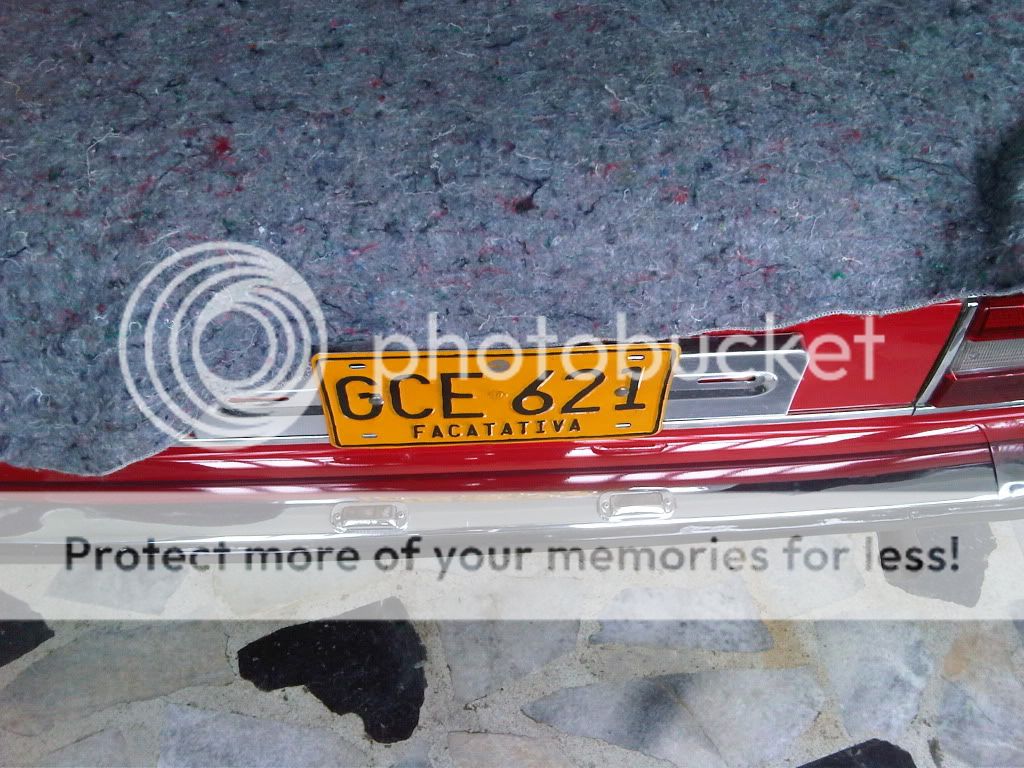 photobucket
GCE 621
FACATATIVA
Protect more of your memories for less!